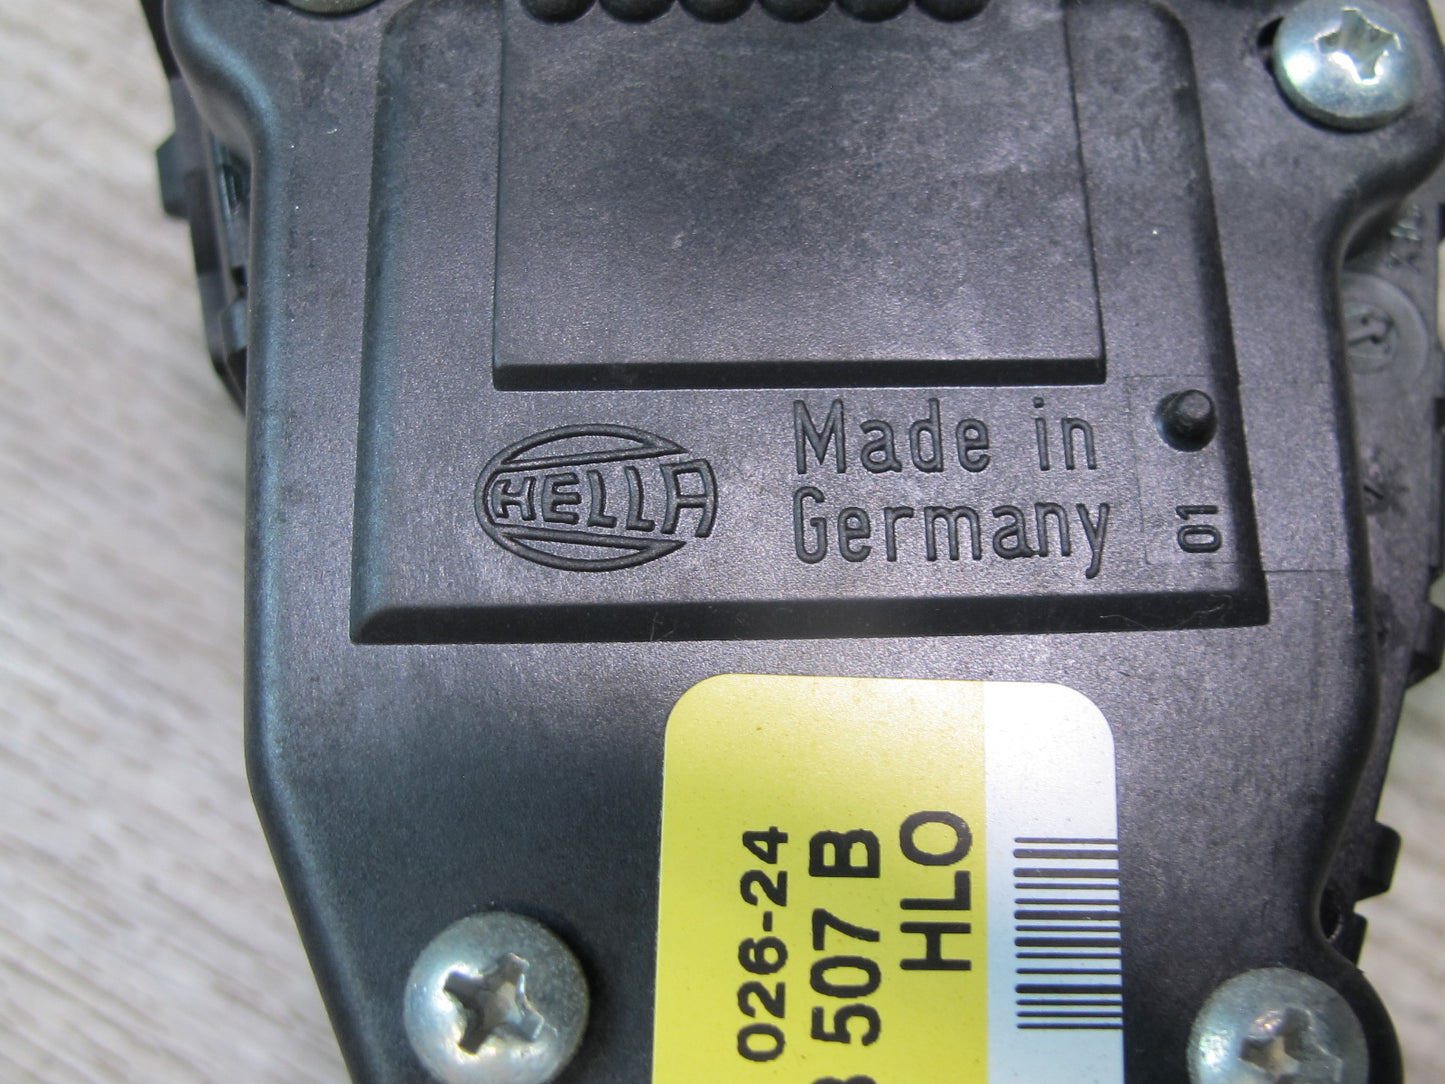 HELLA
Made in
Germany
01
026-24
507 B
HLO